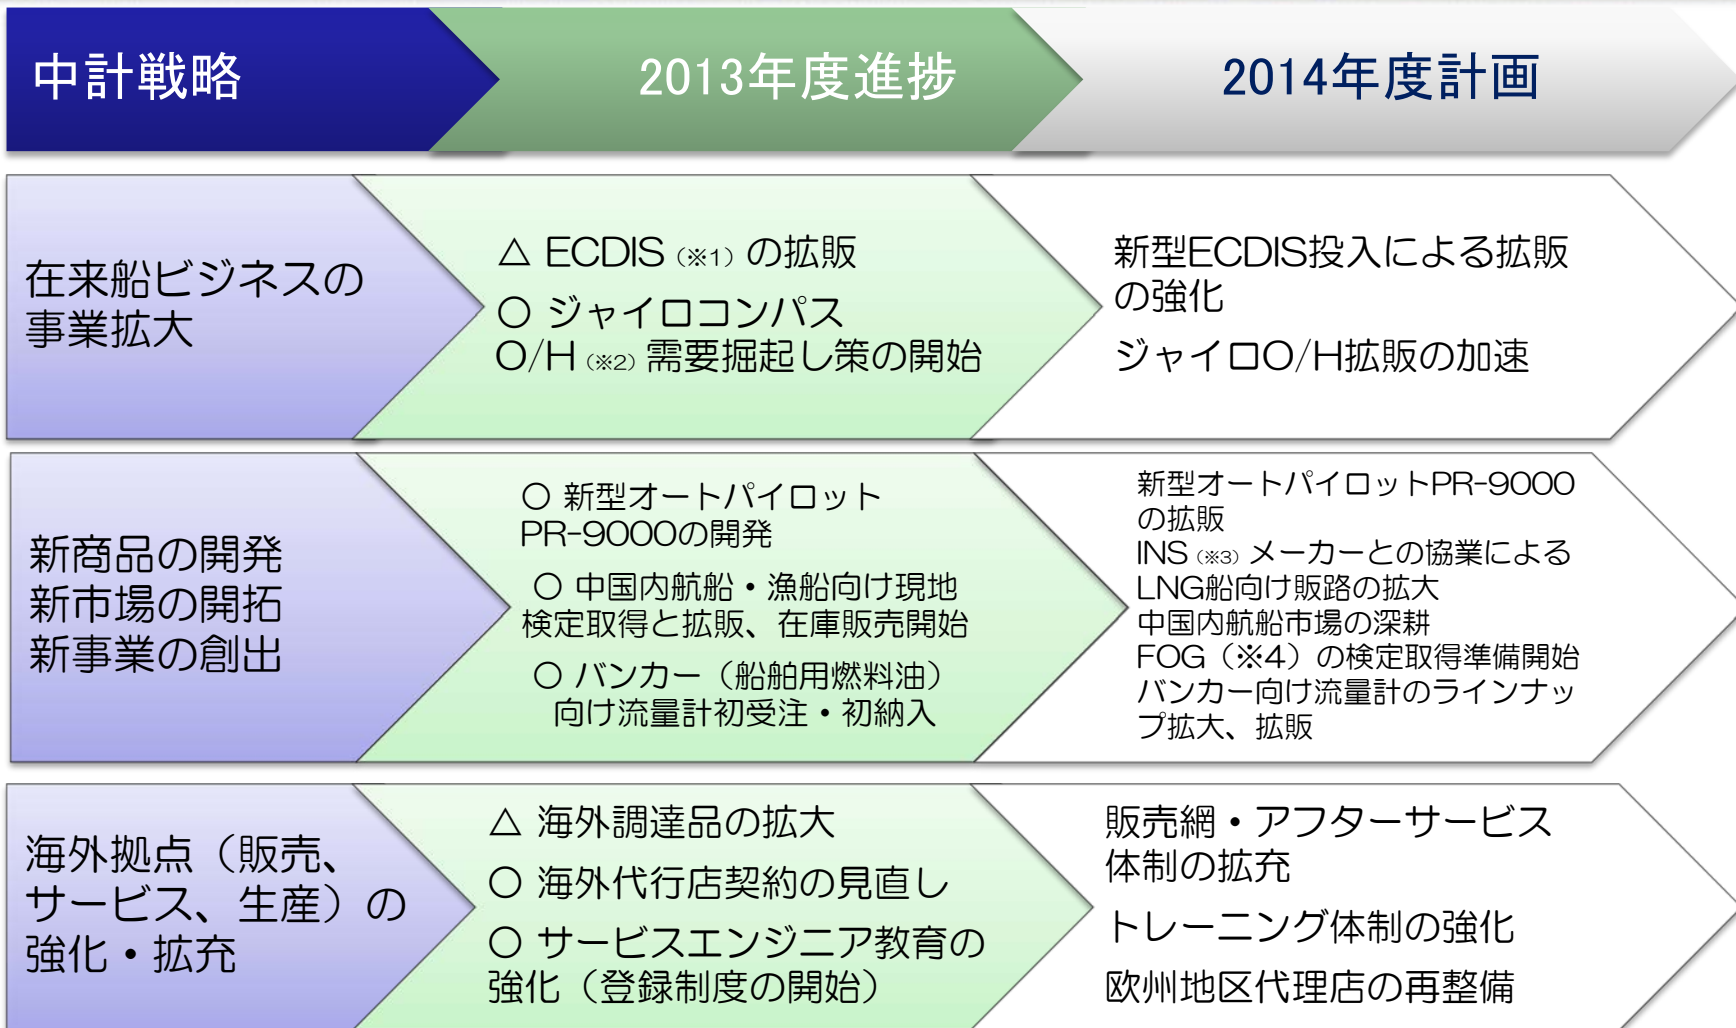 中計戦略
2013年度進捗
2014年度計画
在来船ビジネスの
事業拡大
△ ECDIS (※1) の拡販
○ ジャイロコンパス
O/H (※2) 需要掘起し策の開始
新型ECDIS投入による拡販
の強化
ジャイロO/H拡販の加速
新商品の開発
新市場の開拓
新事業の創出
○ 新型オートパイロット
PR-9000の開発
○ 中国内航船・漁船向け現地
検定取得と拡販、在庫販売開始
○ バンカー（船舶用燃料油）
向け流量計初受注・初納入
新型オートパイロットPR-9000
の拡販
INS (※3) メーカーとの協業による
LNG船向け販路の拡大
中国内航船市場の深耕
FOG（※4）の検定取得準備開始
バンカー向け流量計のラインナッ
プ拡大、拡販
海外拠点（販売、
サービス、生産）の
強化・拡充
△ 海外調達品の拡大
○ 海外代行店契約の見直し
○ サービスエンジニア教育の
強化（登録制度の開始）
販売網・アフターサービス
体制の拡充
トレーニング体制の強化
欧州地区代理店の再整備